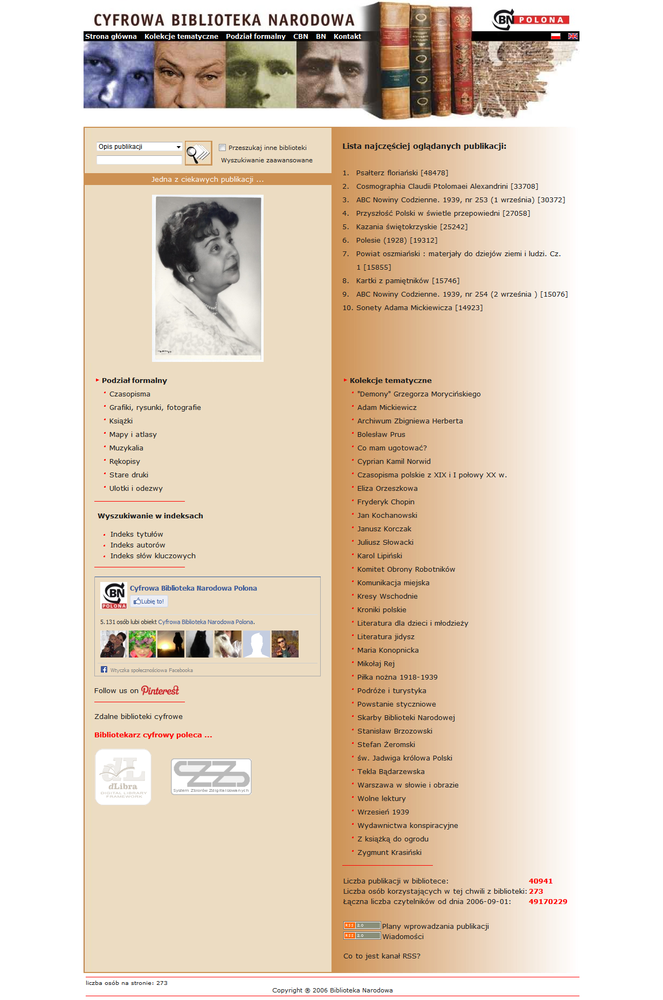 CYFROWA BIBLIOTEKA NARODOWA
CBN POLONA
Strona główna Kolekcje tematyczne Podział formalny CBN BN Kontakt
Opis publikacji
Przeszukaj inne biblioteki
Wyszukiwanie zaawansowane
Jedna z ciekawych publikacji ...
Lista najczęściej oglądanych publikacji:
1. Psałterz floriański [48478]
2. Cosmographia Claudii Ptolomaei Alexandrini [33708]
3. ABC Nowiny Codzienne. 1939, nr 253 (1 września) [30372]
4. Przyszłość Polski w świetle przepowiedni [27058]
5. Kazania świętokrzyskie [25242]
6. Polesie (1928) [19312]
7. Powiat oszmiański : materjały do dziejów ziemi i ludzi. Cz.
1 [15855]
8. Kartki z pamiętników [15746]
9. ABC Nowiny Codzienne. 1939, nr 254 (2 września ) [15076]
10. Sonety Adama Mickiewicza [14923]
Podział formalny
Czasopisma
Grafiki, rysunki, fotografie
Książki
Mapy i atlasy
Muzykalia
Rękopisy
Stare druki
Ulotki i odezwy
Wyszukiwanie w indeksach
Indeks tytułów
Indeks autorów
Indeks słów kluczowych
CBN
POLONA
Cyfrowa Biblioteka Narodowa Polona
Lubię to!
5.131 osób lubi obiekt Cyfrowa Biblioteka Narodowa Polona.
Wtyczka społecznościowa Facebooka
Follow us on Pinterest
Zdalne biblioteki cyfrowe
Bibliotekarz cyfrowy poleca ...
dL
dLibra
DIGITAL LIBRARY
FRAMEWORK
System Zbiorów Zdigitalizowanych
Kolekcje tematyczne
"Demony" Grzegorza Morycińskiego
Adam Mickiewicz
Archiwum Zbigniewa Herberta
Bolesław Prus
Co mam ugotować?
Cyprian Kamil Norwid
Czasopisma polskie z XIX i I połowy XX w.
Eliza Orzeszkowa
Fryderyk Chopin
Jan Kochanowski
Janusz Korczak
Juliusz Słowacki
Karol Lipiński
Komitet Obrony Robotników
Komunikacja miejska
Kresy Wschodnie
Kroniki polskie
Literatura dla dzieci i młodzieży
Literatura jidysz
Maria Konopnicka
Mikołaj Rej
Piłka nożna 1918-1939
Podróże i turystyka
Powstanie styczniowe
Skarby Biblioteki Narodowej
Stanisław Brzozowski
Stefan Żeromski
św. Jadwiga królowa Polski
Tekla Bądarzewska
Warszawa w słowie i obrazie
Wolne lektury
Wrzesień 1939
Wydawnictwa konspiracyjne
Z książką do ogrodu
Zygmunt Krasiński
Liczba publikacji w bibliotece: 40941
Liczba osób korzystających w tej chwili z biblioteki: 273
Łączna liczba czytelników od dnia 2006-09-01: 49170229
RSS 2.0 Plany wprowadzania publikacji
RSS 2.0 Wiadomości
Co to jest kanał RSS?
liczba osób na stronie: 273
Copyright ® 2006 Biblioteka Narodowa